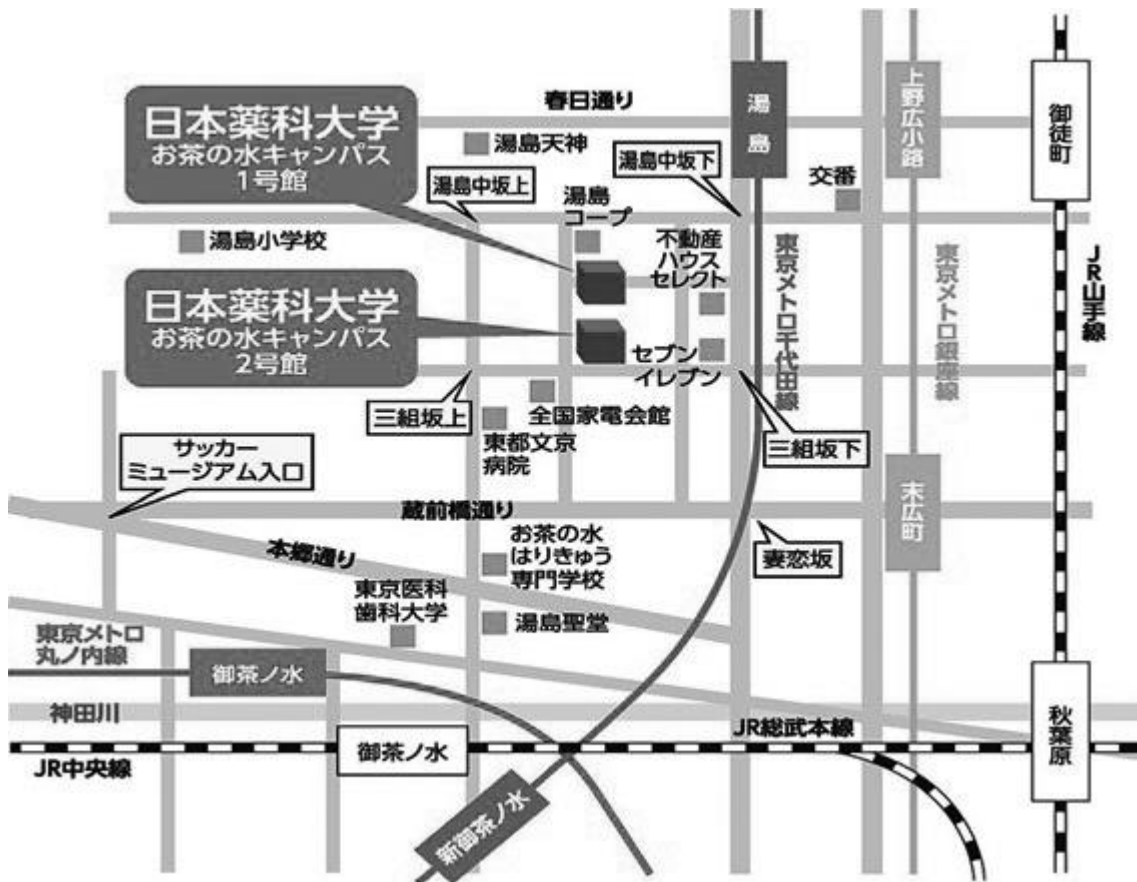 春日通り
湯島
上野広小路
御徒町
日本薬科大学
お茶の水キャンパス
1号館
湯島天神
湯島中坂上
湯島中坂下
交番
湯島
コープ
湯島小学校
不動産
ハウス
セレクト
東京メトロ千代田線
東京メトロ銀座線
JR山手線
日本薬科大学
お茶の水キャンパス
2号館
セブン
イレブン
三組坂上
全国家電会館
三組坂下
東都文京
病院
サッカー
ミュージアム入口
末広町
蔵前橋通り
本郷通り
お茶の水
はりきゅう
専門学校
妻恋坂
東京医科
歯科大学
湯島聖堂
東京メトロ
丸ノ内線
御茶ノ水
神田川
JR総武本線
秋葉原
御茶ノ水
JR中央線
新御茶ノ水